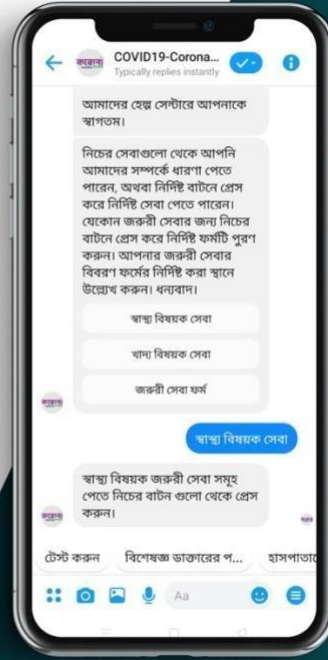 COVID19-Corona...
Typically replies instantly
আমাদের হেল্প সেন্টারে আপনাকে
স্বাগতম।
নিচের সেবাগুলো থেকে আপনি
আমাদের সম্পর্কে ধারণা পেতে
পারেন, অথবা নির্দিষ্ট বাটনে প্রেস
করে নির্দিষ্ট সেবা পেতে পারেন।
যেকোন জরুরী সেবার জন্য নিচের
বাটনে প্রেস করে নির্দিষ্ট ফর্মটি পুরণ
করুন। আপনার জরুরী সেবার
বিবরণ ফর্মের নির্দিষ্ট করা স্থানে
উল্লেখ করুন। ধন্যবাদ।
স্বাস্থ্য বিষয়ক সেবা
খাদ্য বিষয়ক সেবা
জরুরী সেবা ফর্ম
স্বাস্থ্য বিষয়ক সেবা
স্বাস্থ্য বিষয়ক জরুরী সেবা সমূহ
পেতে নিচের বাটন গুলো থেকে প্রেস
করুন।
টেস্ট করুন বিশেষজ্ঞ ডাক্তারের প... হাসপাতা
Aa